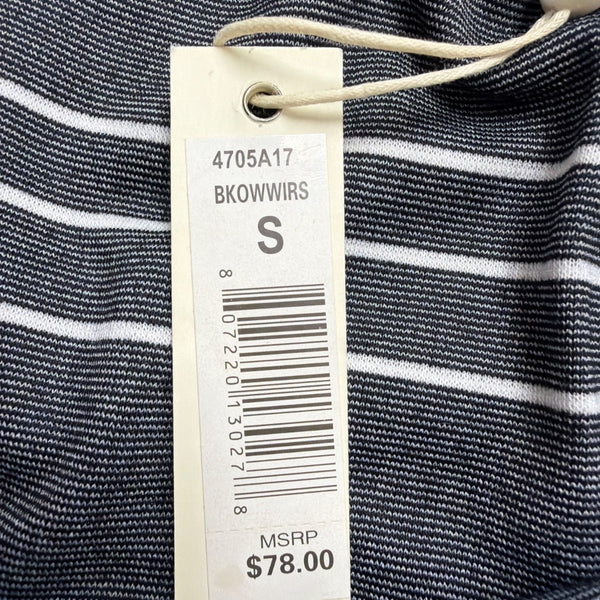 4705A17
BKOWWIRS
S
8 07220 13027 8
MSRP
$78.00